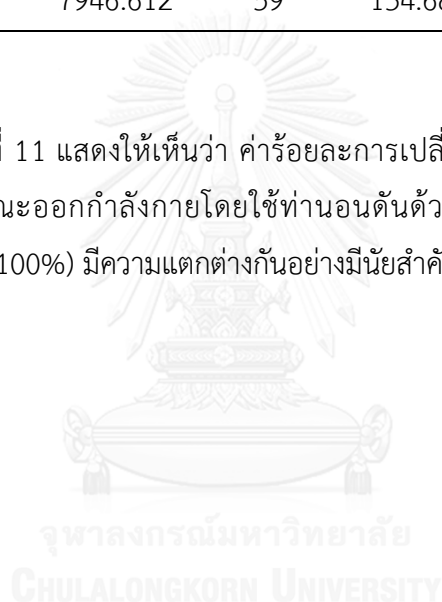 7946.612 59
11 แสดงให้เห็นว่า ค่าร้อยละการเปลี่
ณะออกกำลังกายโดยใช้ท่านอนดันด้ว
100%) มีความแตกต่างกันอย่างมีนัยสำคั
จุฬาลงกรณ์มหาวิทยาลัย
CHULALONGKORN UNIVERSITY